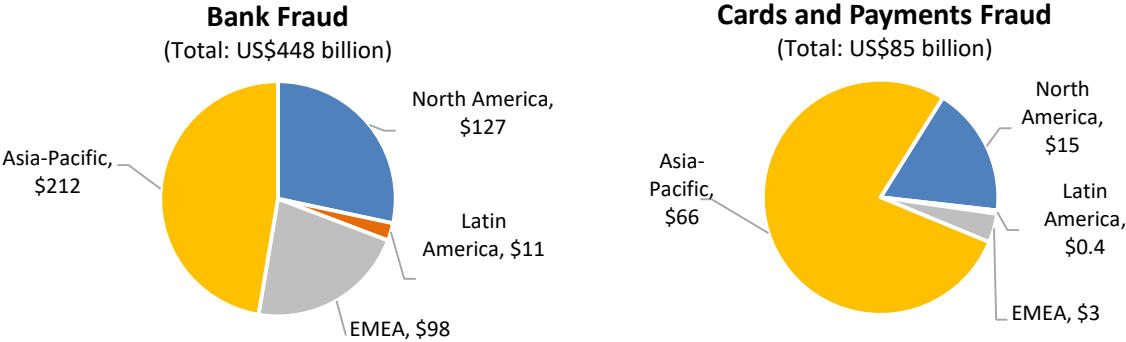 Bank Fraud
(Total: US$448 billion)
North America,
$127
Asia-Pacific,
$212
Latin
America, $11
EMEA, $98
Cards and Payments Fraud
(Total: US$85 billion)
North
America,
$15
Asia-
Pacific,
$66
Latin
America,
$0.4
EMEA, $3